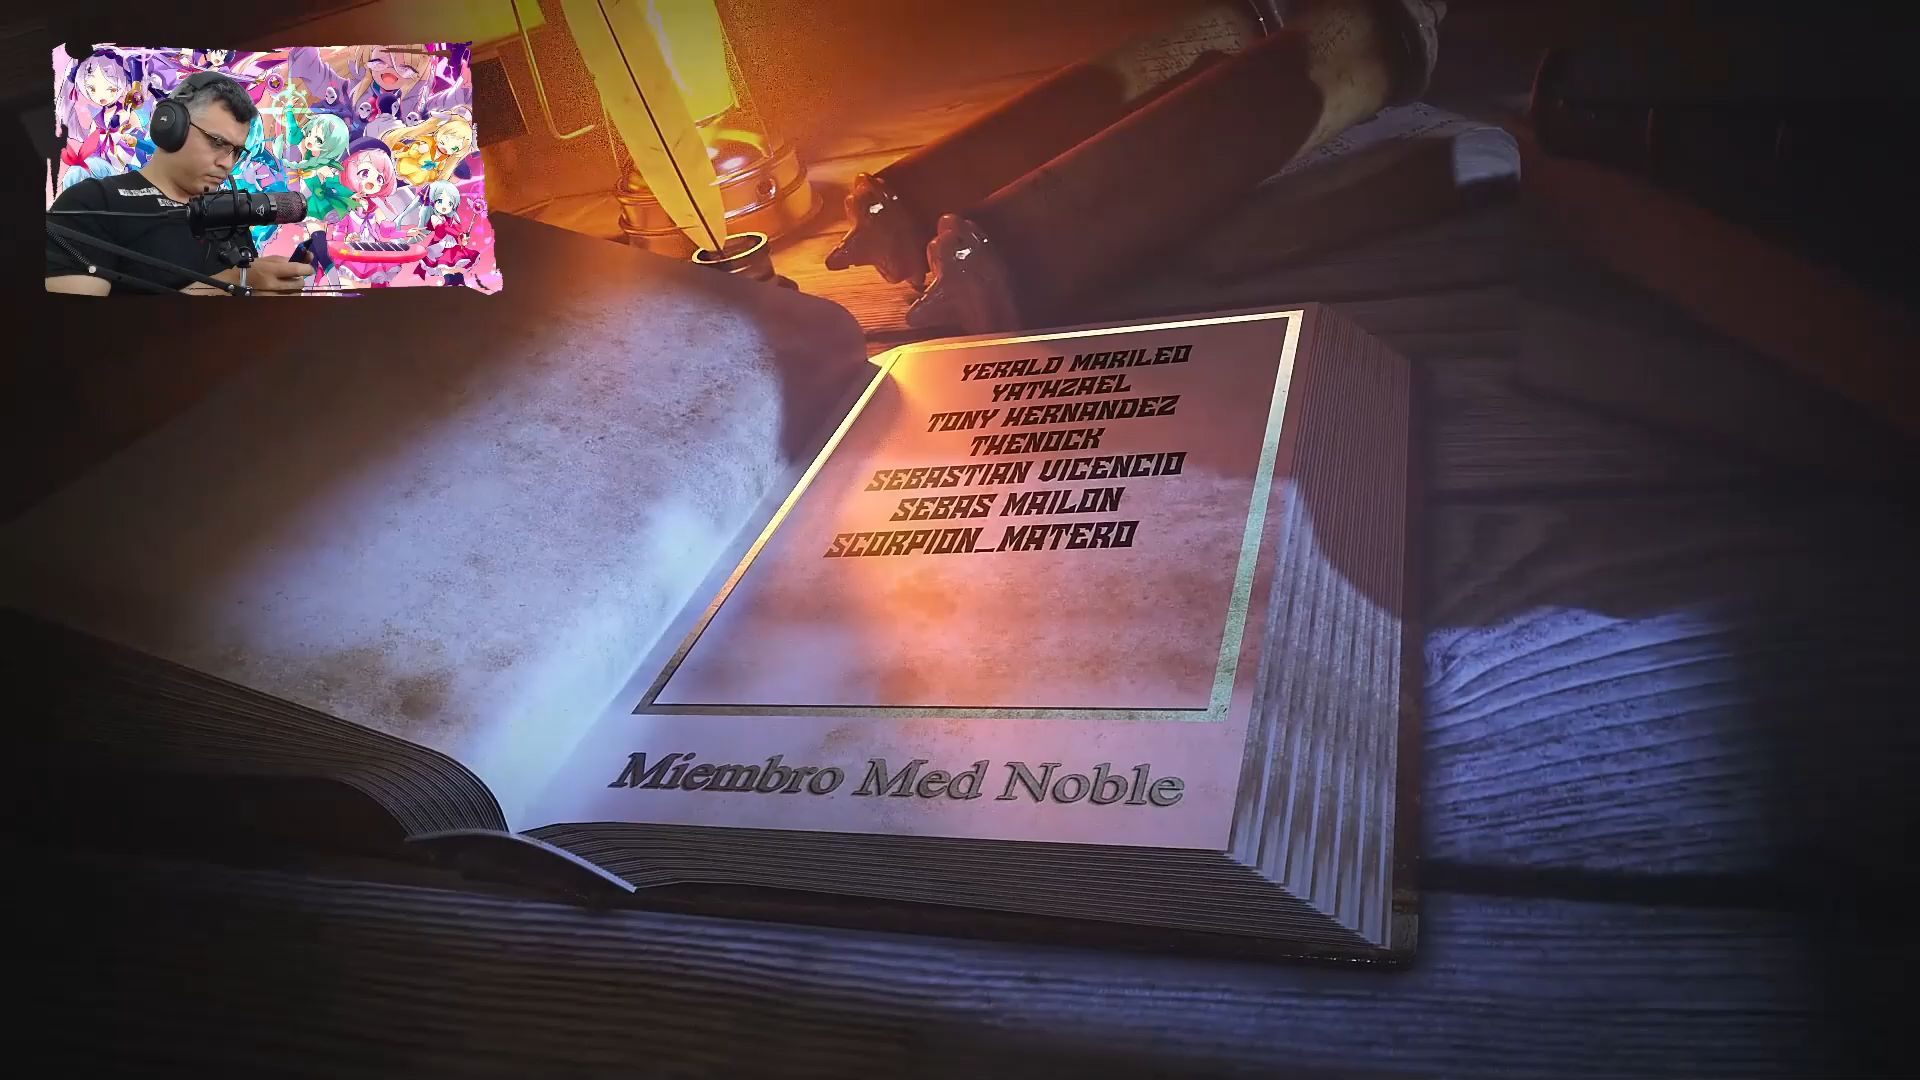 YERALD MARILEO
YATHZAEL
TONY HERNANDEZ
THENOCK
SEBASTIAN VICENCIO
SEBAS MAILON
SCORPION_MATERO
Miembro Med Noble